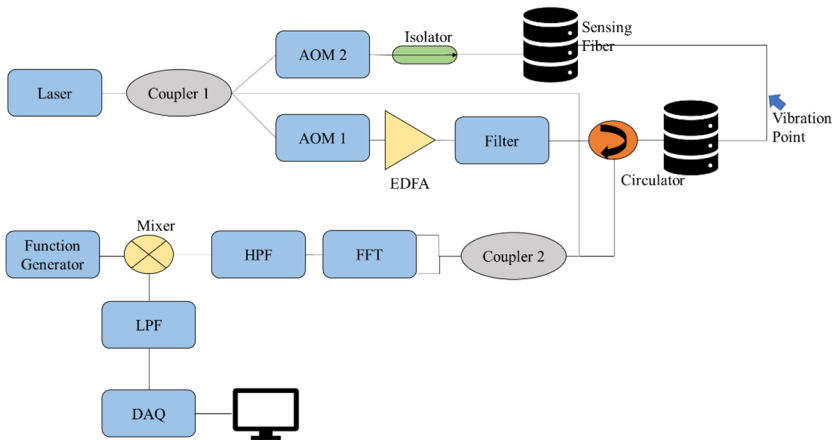 Isolator
Sensing
Fiber
AOM 2
Laser
Coupler 1
AOM 1
EDFA
Filter
Circulator
Vibration
Point
Mixer
Function
Generator
HPF
FFT
Coupler 2
LPF
DAQ